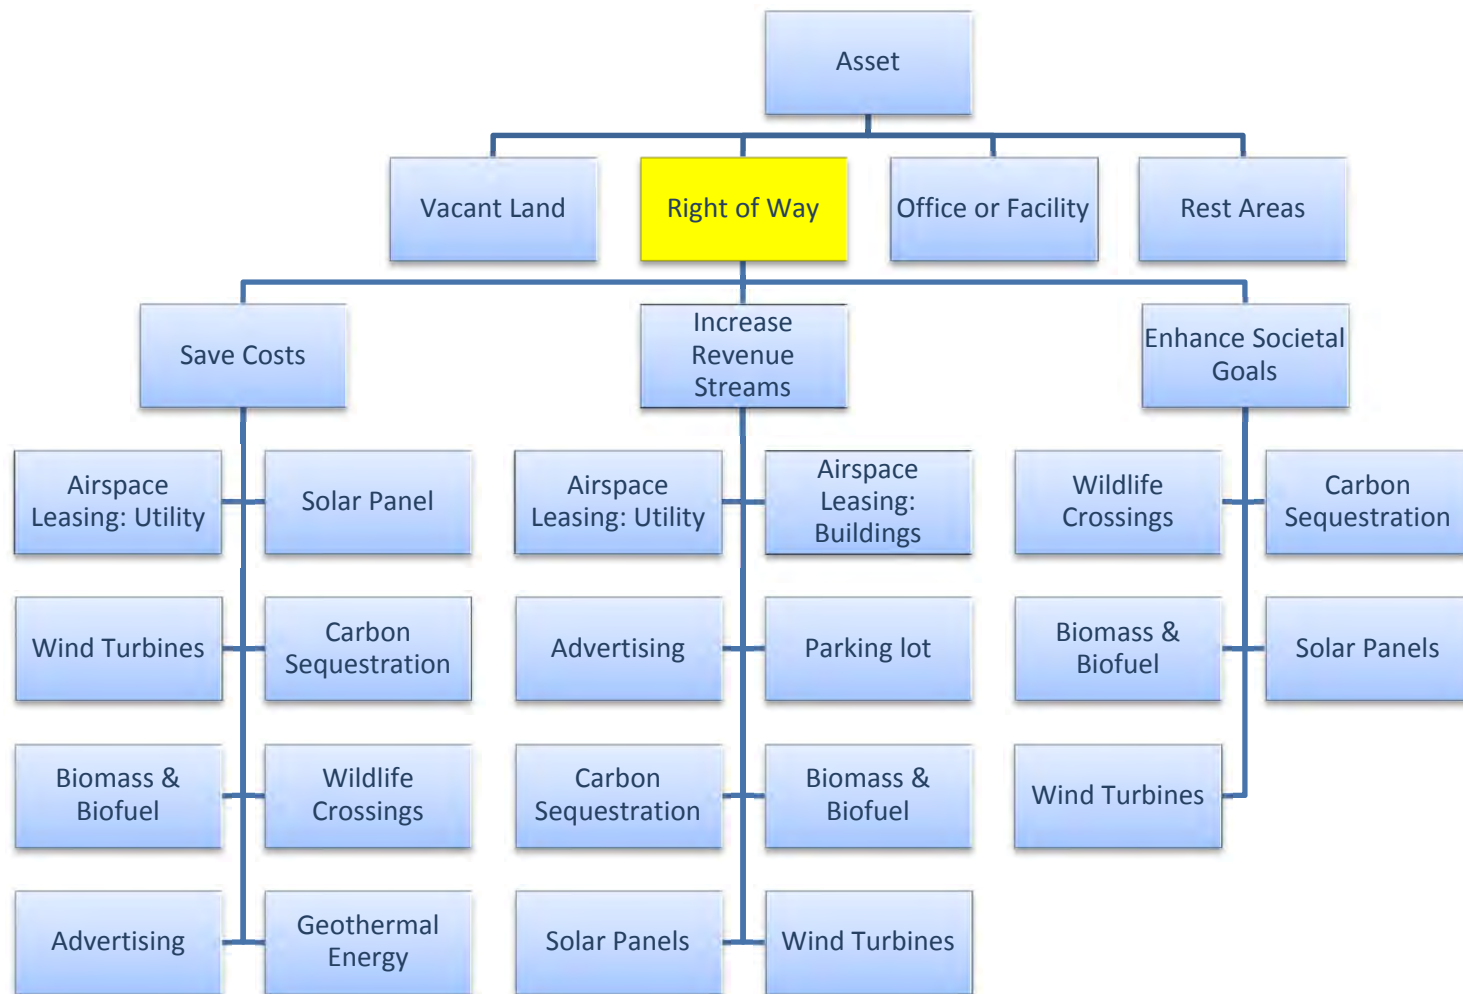 Asset
Vacant Land
Right of Way
Office or Facility
Rest Areas
Save Costs
Increase
Revenue
Streams
Enhance Societal
Goals
Airspace
Leasing: Utility
Solar Panel
Airspace
Leasing: Utility
Airspace
Leasing:
Buildings
Wildlife
Crossings
Carbon
Sequestration
Wind Turbines
Carbon
Sequestration
Advertising
Parking lot
Biomass &
Biofuel
Solar Panels
Biomass &
Biofuel
Wildlife
Crossings
Carbon
Sequestration
Biomass &
Biofuel
Wind Turbines
Advertising
Geothermal
Energy
Solar Panels
Wind Turbines